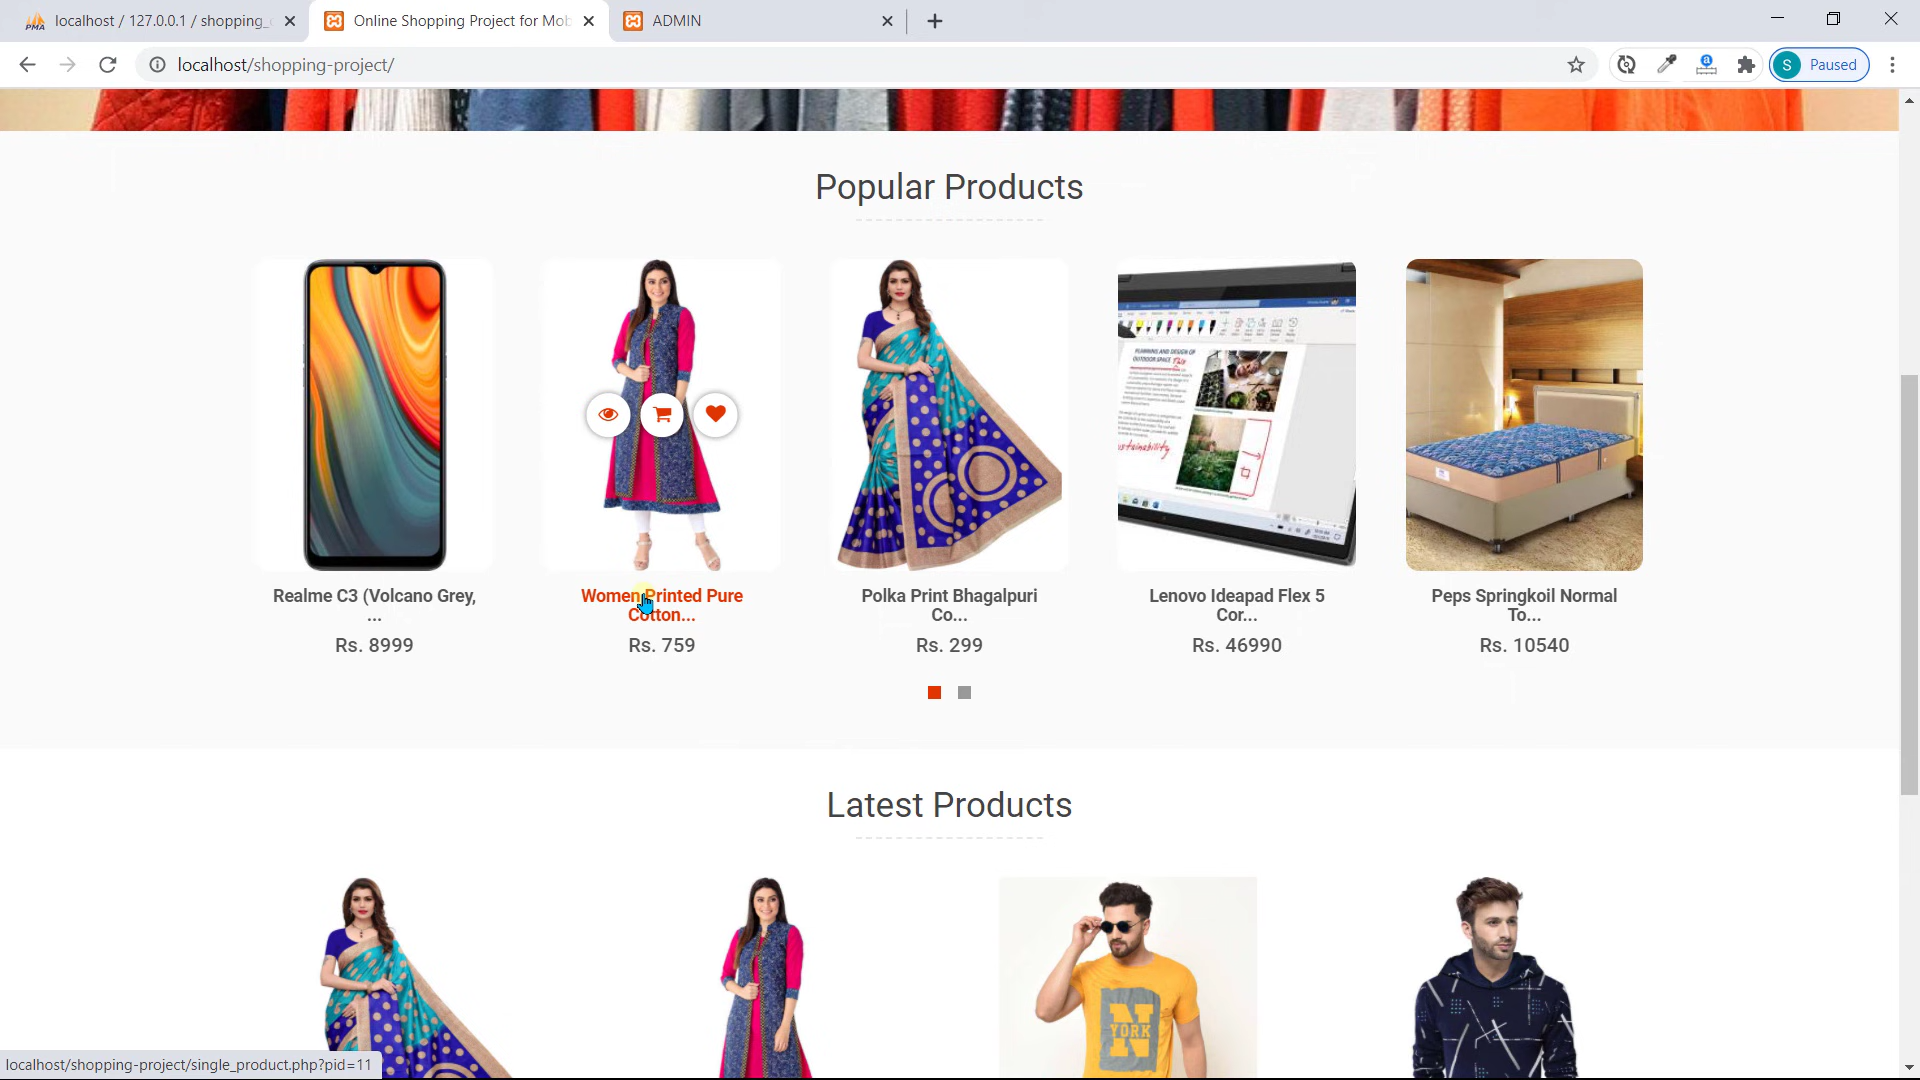 localhost / 127.0.0.1 / shopping_
Online Shopping Project for Mob
ADMIN
localhost/shopping-project/
S Paused
Popular Products
Realme C3 (Volcano Grey,
...
Rs. 8999
Women Printed Pure
Cotton...
Rs. 759
Polka Print Bhagalpuri
Co...
Rs. 299
Lenovo Ideapad Flex 5
Cor...
Rs. 46990
Peps Springkoil Normal
To...
Rs. 10540
Latest Products
N
YORK
localhost/shopping-project/single_product.php?pid=11